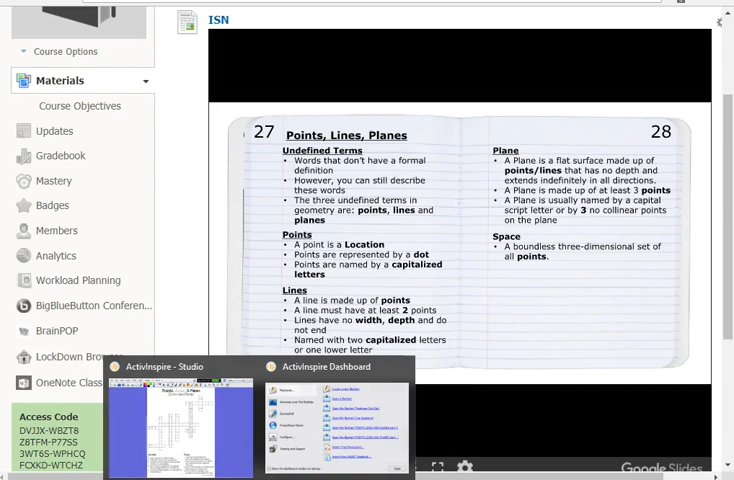 ISN
Course Options
Materials
Course Objectives
Updates
Gradebook
Mastery
Badges
Members
Analytics
Workload Planning
BigBlueButton Conferen...
BrainPOP
LockDown Brows
OneNote Class
Access Code
DVJJX-WBZT8
Z8TFM-P77SS
3WT6S-WPHCQ
FCXKD-WTCHZ
27 Points, Lines, Planes
Undefined Terms
• Words that don't have a formal
definition
• However, you can still describe
these words
• The three undefined terms in
geometry are: points, lines and
planes
Points
• A point is a Location
• Points are represented by a dot
• Points are named by a capitalized
letters
Lines
• A line is made up of points
• A line must have at least 2 points
• Lines have no width, depth and do
not end
• Named with two capitalized letters
or one lower letter
28
Plane
• A Plane is a flat surface made up of
points/lines that has no depth and
extends indefinitely in all directions.
• A Plane is made up of at least 3 points
• A Plane is usually named by a capital
script letter or by 3 no collinear points
on the plane
Space
• A boundless three-dimensional set of
all points.
ActivInspire - Studio
ActivInspire Dashboard
Google Slides